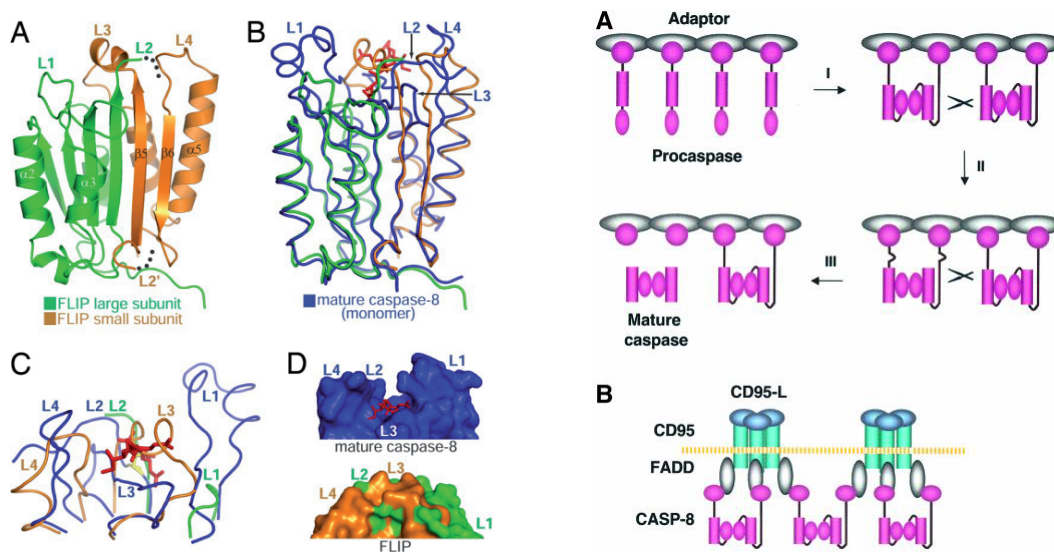 A
L3
L2
L4
L1
α2
α3
β5
β6
α5
L2'
FLIP large subunit
FLIP small subunit
B
L1
L2
L4
L3
mature caspase-8
(monomer)
C
L4
L2
L2
L3
L1
L4
L3
L1
D
L4
L2
L1
L3
mature caspase-8
L2
L3
L4
L1
FLIP
A
Adaptor
I
Procaspase
II
III
Mature
caspase
B
CD95-L
CD95
FADD
CASP-8